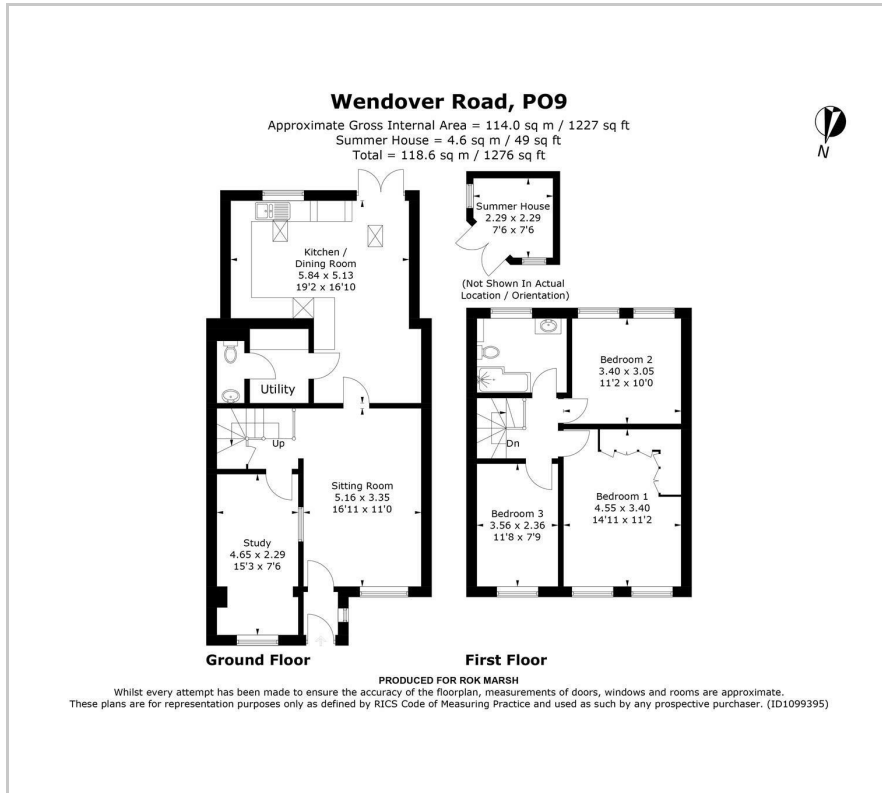 Wendover Road, PO9
Approximate Gross Internal Area = 114.0 sq m / 1227 sq ft
Summer House = 4.6 sq m / 49 sq ft
Total = 118.6 sq m / 1276 sq ft
N
Summer House
2.29 x 2.29
7'6 x 7'6
(Not Shown In Actual
Location / Orientation)
Kitchen /
Dining Room
5.84 x 5.13
19'2 x 16'10
Utility
Up
Sitting Room
5.16 x 3.35
16'11 x 11'0
Study
4.65 x 2.29
15'3 x 7'6
Ground Floor
Bedroom 2
3.40 x 3.05
11'2 x 10'0
Dn
Bedroom 1
4.55 x 3.40
14'11 x 11'2
Bedroom 3
3.56 x 2.36
11'8 x 7'9
First Floor
PRODUCED FOR ROK MARSH
Whilst every attempt has been made to ensure the accuracy of the floorplan, measurements of doors, windows and rooms are approximate.
These plans are for representation purposes only as defined by RICS Code of Measuring Practice and used as such by any prospective purchaser. (ID1099395)